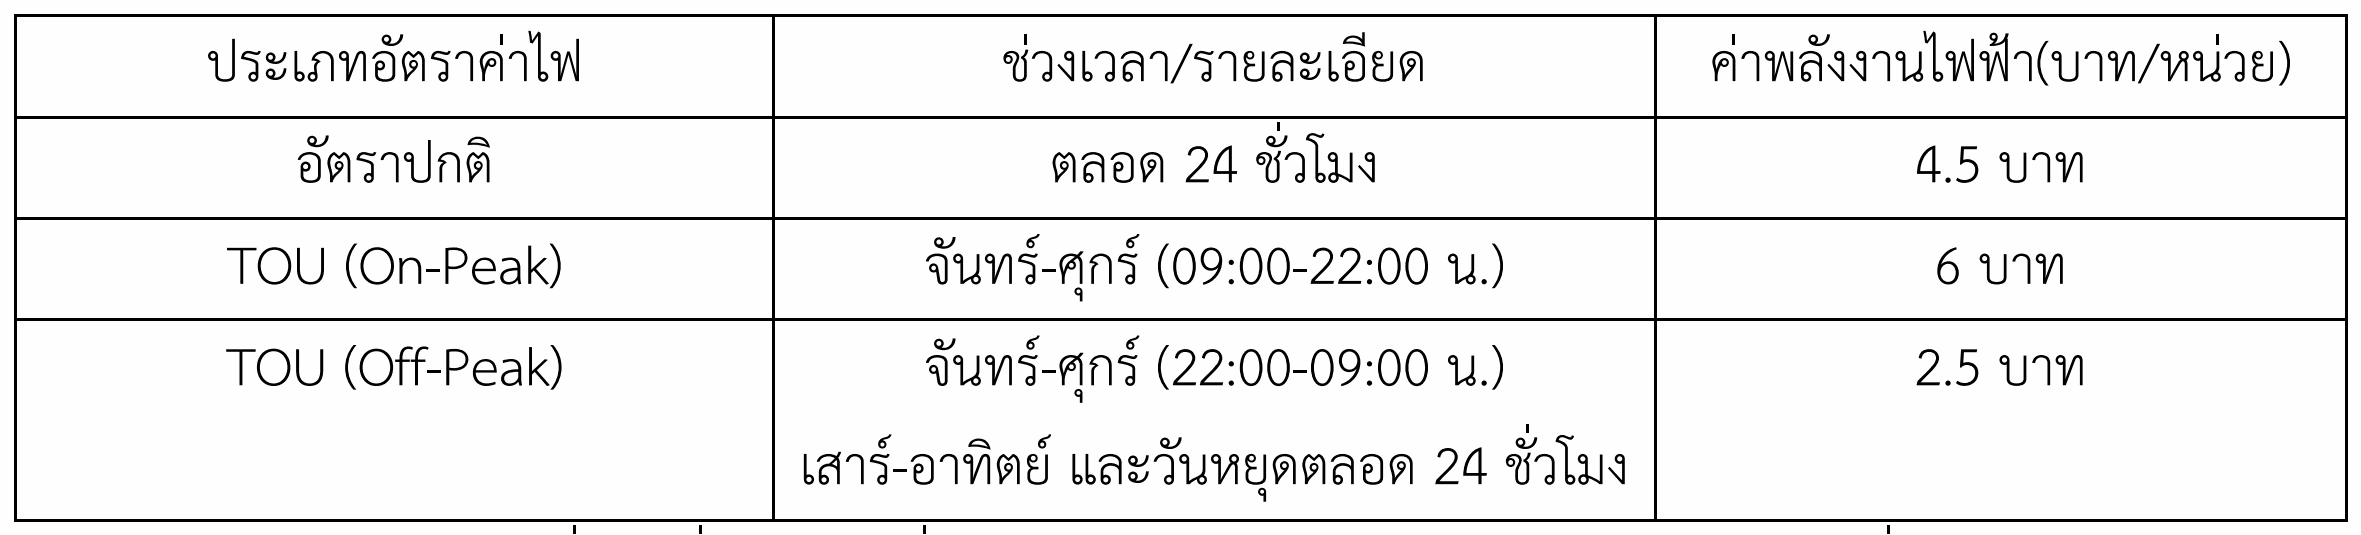 ประเภทอัตราค่าไฟ ช่วงเวลา/รายละเอียด ค่าพลังงานไฟฟ้า(บาท/หน่วย)
อัตราปกติ ตลอด 24 ชั่วโมง 4.5 บาท
TOU (On-Peak) จันทร์-ศุกร์ (09:00-22:00 น.) 6 บาท
TOU (Off-Peak) จันทร์-ศุกร์ (22:00-09:00 น.) 2.5 บาท
เสาร์-อาทิตย์ และวันหยุดตลอด 24 ชั่วโมง